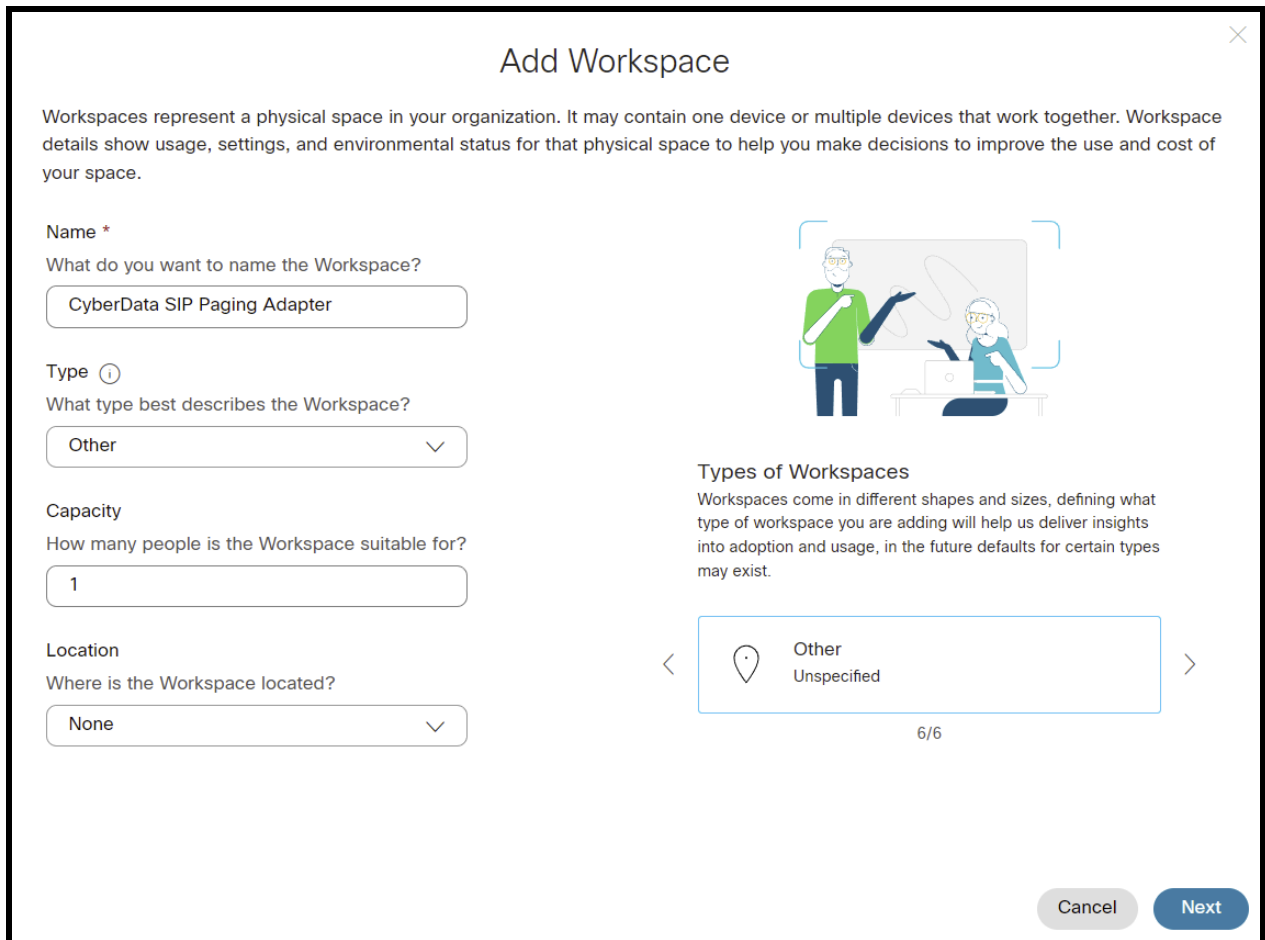 Add Workspace
Workspaces represent a physical space in your organization. It may contain one device or multiple devices that work together. Workspace
details show usage, settings, and environmental status for that physical space to help you make decisions to improve the use and cost of
your space.
Name *
What do you want to name the Workspace?
CyberData SIP Paging Adapter
Type
What type best describes the Workspace?
Other
Capacity
How many people is the Workspace suitable for?
1
Location
Where is the Workspace located?
None
Types of Workspaces
Workspaces come in different shapes and sizes, defining what
type of workspace you are adding will help us deliver insights
into adoption and usage, in the future defaults for certain types
may exist.
Other
Unspecified
6/6
Cancel
Next